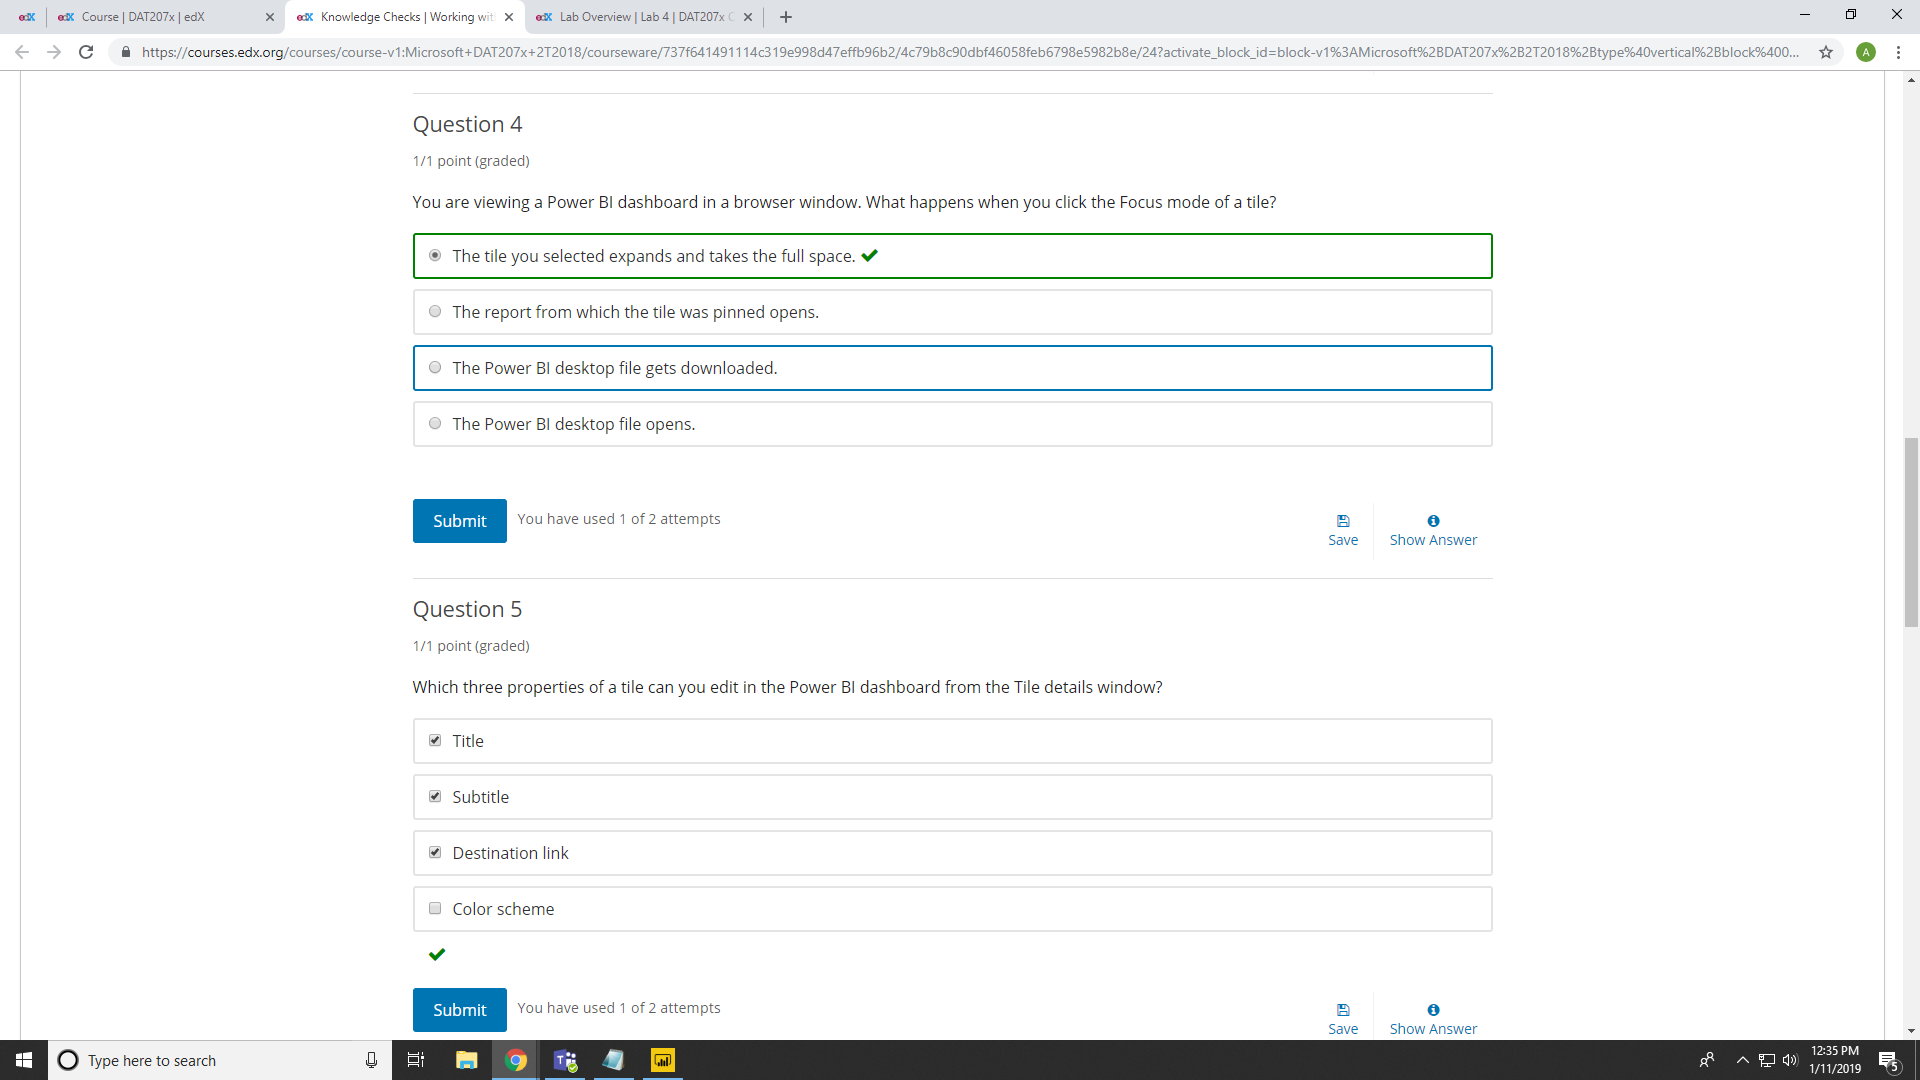 edX
edX Course | DAT207x | edX
edX Knowledge Checks | Working wit
edX Lab Overview | Lab 4 | DAT207x C
https://courses.edx.org/courses/course-v1:Microsoft+DAT207x+2T2018/courseware/737f641491114c319e998d47effb96b2/4c79b8c90dbf46058feb6798e5982b8e/24?activate_block_id=block-v1%3AMicrosoft%2BDAT207x%2B2T2018%2Btype%40vertical%2Bblock%400...
A
Question 4
1/1 point (graded)
You are viewing a Power BI dashboard in a browser window. What happens when you click the Focus mode of a tile?
The tile you selected expands and takes the full space.
The report from which the tile was pinned opens.
The Power BI desktop file gets downloaded.
The Power BI desktop file opens.
Submit You have used 1 of 2 attempts
Save Show Answer
Question 5
1/1 point (graded)
Which three properties of a tile can you edit in the Power BI dashboard from the Tile details window?
Title
Subtitle
Destination link
Color scheme
Submit You have used 1 of 2 attempts
Save Show Answer
Type here to search
12:35 PM
1/11/2019
5